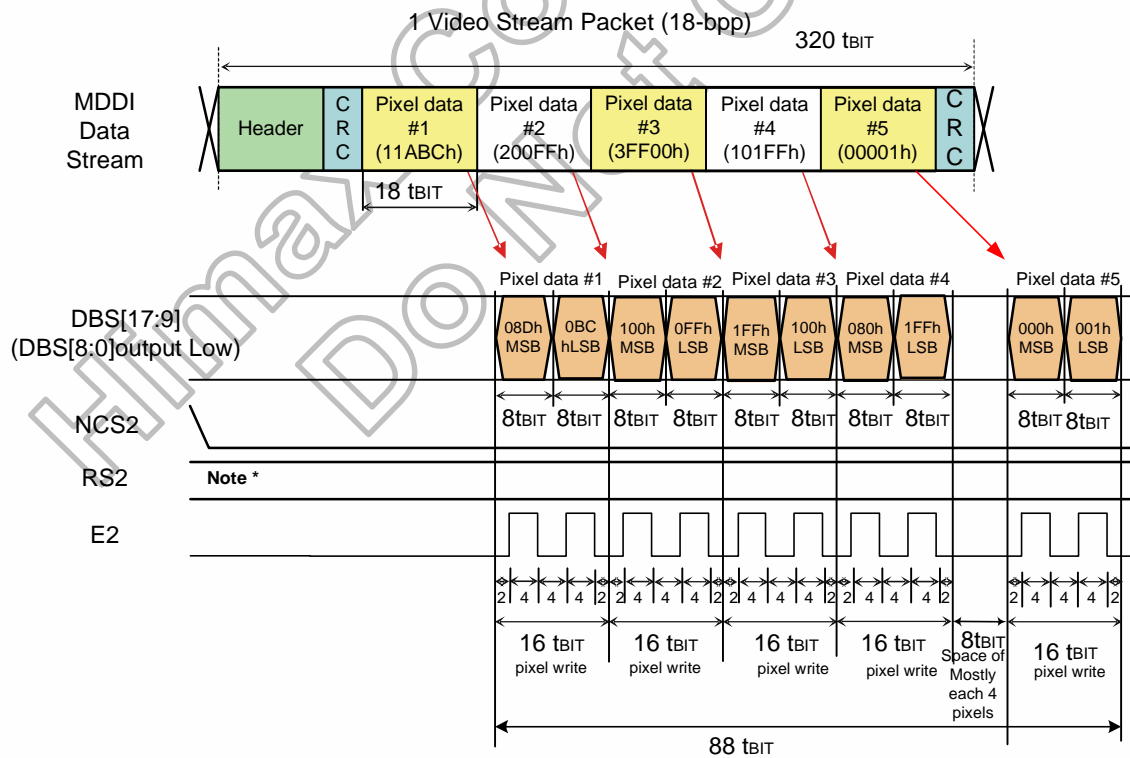 1 Video Stream Packet (18-bpp)
320 tBIT
MDDI
Data
Stream
Header
C
R
C
Pixel data
#1
(11ABCh)
Pixel data
#2
(200FFh)
Pixel data
#3
(3FF00h)
Pixel data
#4
(101FFh)
Pixel data
#5
(00001h)
C
R
C
18 tBIT
Pixel data #1
Pixel data #2
Pixel data #3
Pixel data #4
Pixel data #5
DBS[17:9]
(DBS[8:0]output Low)
08Dh
MSB
0BC
hLSB
100h
MSB
0FFh
LSB
1FFh
MSB
100h
LSB
080h
MSB
1FFh
LSB
000h
MSB
001h
LSB
8tBIT 8tBIT 8tBIT 8tBIT 8tBIT 8tBIT 8tBIT 8tBIT 8tBIT 8tBIT
NCS2
RS2
Note *
E2
2 4 4 4 2 2 4 4 4 2 2 4 4 4 2 2 4 4 4 2 2 4 4 4 2
16 tBIT
pixel write
16 tBIT
pixel write
16 tBIT
pixel write
16 tBIT
pixel write
8tBIT
Space of
Mostly
each 4
pixels
16 tBIT
pixel write
88 tBIT
Himax Co
Do Not